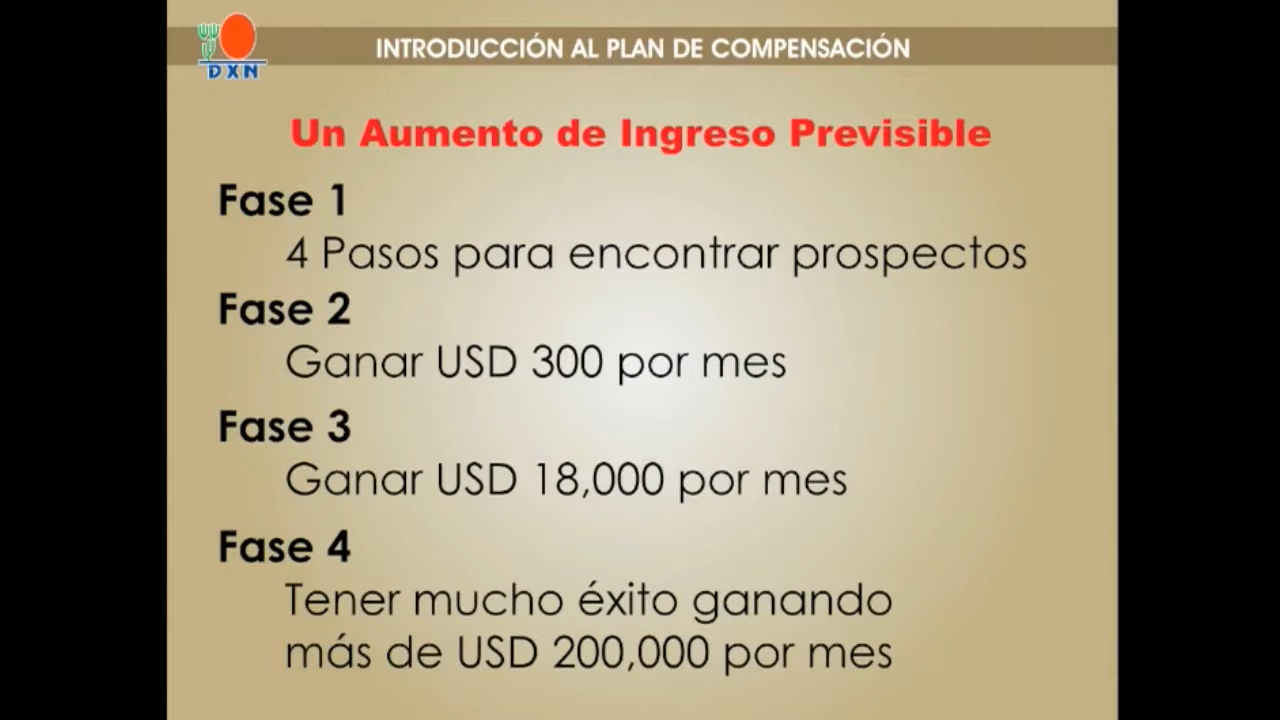 DXN
INTRODUCCIÓN AL PLAN DE COMPENSACIÓN
Un Aumento de Ingreso Previsible
Fase 1
4 Pasos para encontrar prospectos
Fase 2
Ganar USD 300 por mes
Fase 3
Ganar USD 18,000 por mes
Fase 4
Tener mucho éxito ganando
más de USD 200,000 por mes